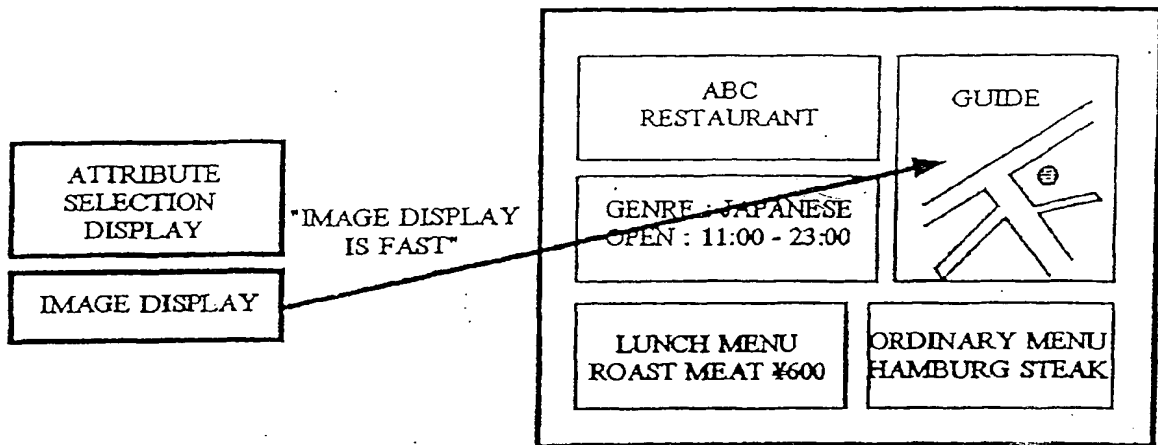 ATTRIBUTE
SELECTION
DISPLAY
IMAGE DISPLAY
"IMAGE DISPLAY
IS FAST"
ABC
RESTAURANT
GUIDE
GENRE : JAPANESE
OPEN : 11:00 - 23:00
LUNCH MENU
ROAST MEAT ¥600
ORDINARY MENU
HAMBURG STEAK